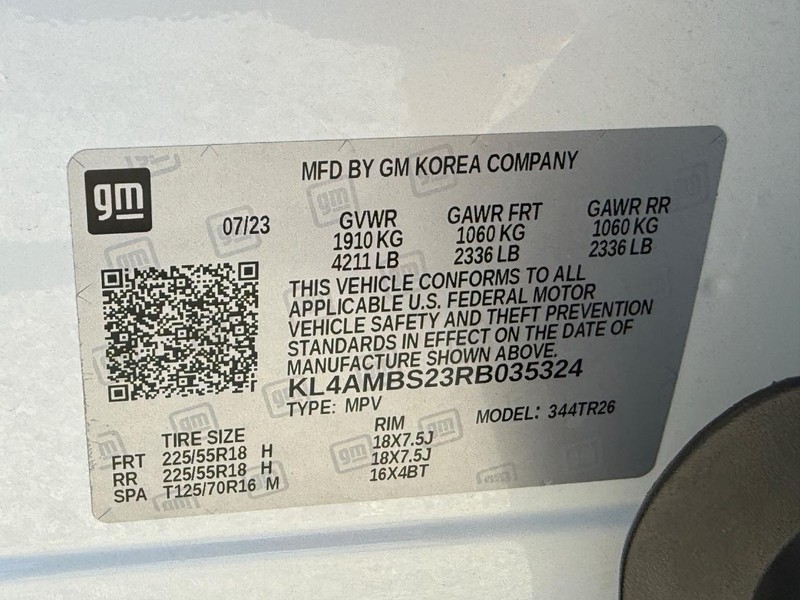 MFD BY GM KOREA COMPANY
gm
07/23
GVWR
1910 KG
4211 LB
GAWR FRT
1060 KG
2336 LB
GAWR RR
1060 KG
2336 LB
THIS VEHICLE CONFORMS TO ALL
APPLICABLE U.S. FEDERAL MOTOR
VEHICLE SAFETY AND THEFT PREVENTION
STANDARDS IN EFFECT ON THE DATE OF
MANUFACTURE SHOWN ABOVE.
KL4AMBS23RB035324
TYPE: MPV
MODEL: 344TR26
TIRE SIZE RIM
FRT 225/55R18 H 18X7.5J
RR 225/55R18 H 18X7.5J
SPA T125/70R16 M 16X4BT